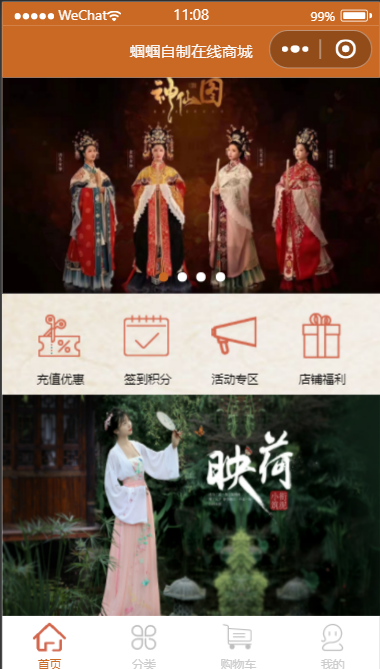 WeChat
11:08
99%
蝈蝈自制在线商城
神仙图
充值优惠
签到积分
活动专区
店铺福利
映荷
首页
分类
购物车
我的